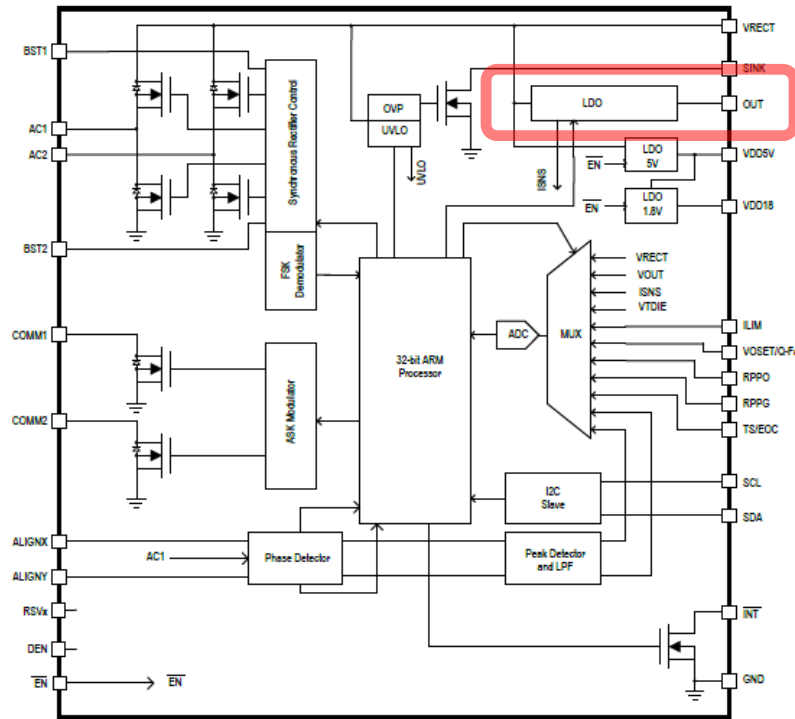 VRECT
BST1
SINK
LDO
OVP
OUT
UVLO
Synchronous Rectifier Control
AC1
AC2
LDO
5V
VDD5V
EN
UVLO
ISNS
LDO
1.8V
EN
VDD18
BST2
FSK
Demodulator
VRECT
VOUT
ISNS
VTDIE
COMM1
ILIM
ADC
MUX
VOSET/Q-F
32-bit ARM
Processor
RPPO
ASK Modulator
RPPG
COMM2
TS/EOC
I2C
Slave
SCL
SDA
ALIGNX
AC1
Phase Detector
Peak Detector
and LPF
ALIGNY
RSVx
INT
DEN
EN
EN
GND